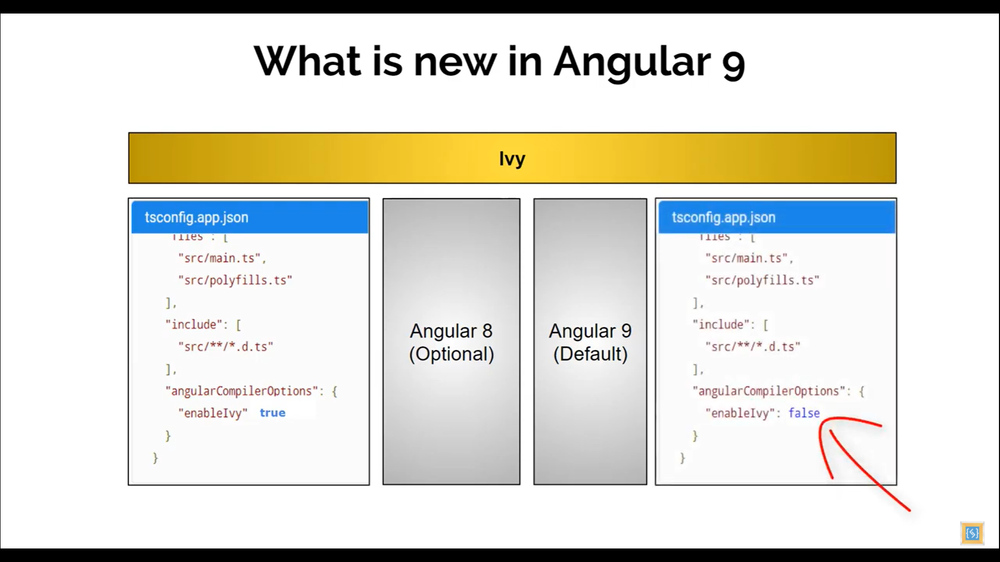 What is new in Angular 9
Ivy
tsconfig.app.json
"files": [
"src/main.ts",
"src/polyfills.ts"
],
"include": [
"src/**/*.d.ts"
],
"angularCompilerOptions": {
"enableIvy" true
}
}
Angular 8
(Optional)
Angular 9
(Default)
tsconfig.app.json
"files": [
"src/main.ts",
"src/polyfills.ts"
],
"include": [
"src/**/*.d.ts"
],
"angularCompilerOptions": {
"enableIvy": false
}
}